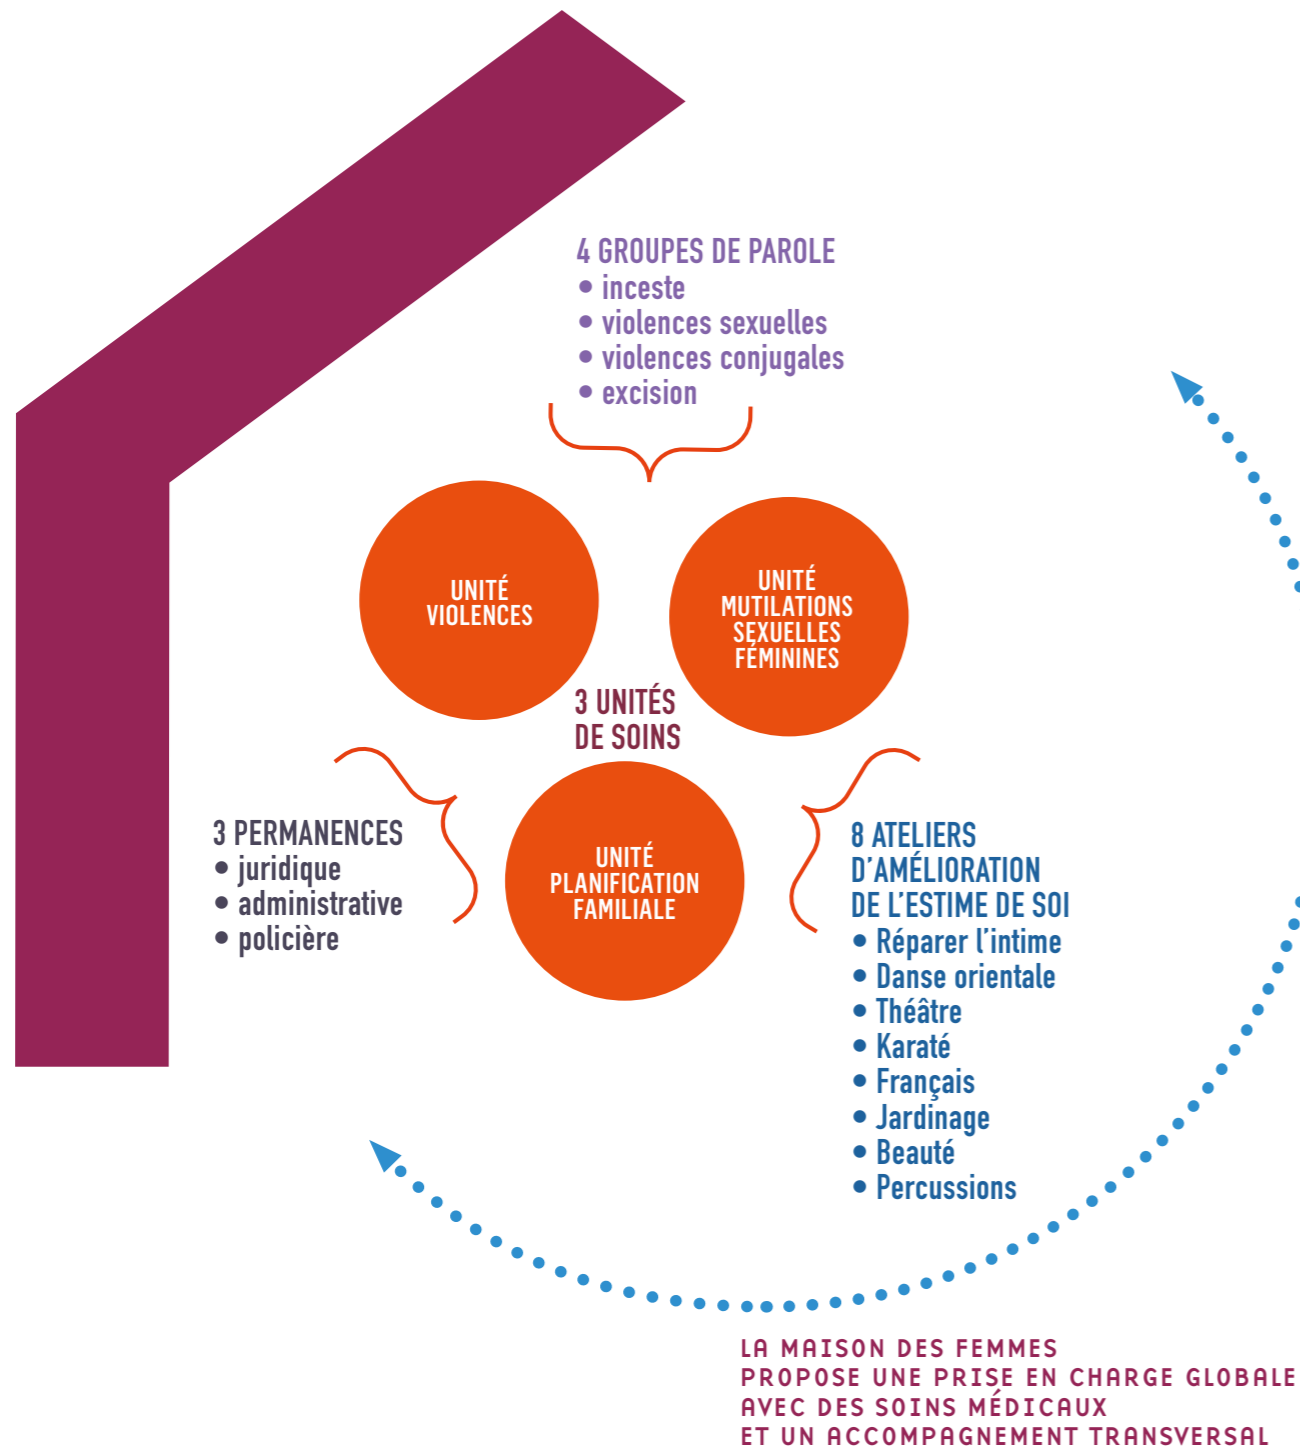 4 GROUPES DE PAROLE
• inceste
• violences sexuelles
• violences conjugales
• excision
UNITÉ
VIOLENCES
UNITÉ
MUTILATIONS
SEXUELLES
FÉMININES
3 UNITÉS
DE SOINS
UNITÉ
PLANIFICATION
FAMILIALE
3 PERMANENCES
• juridique
• administrative
• policière
8 ATELIERS
D'AMÉLIORATION
DE L'ESTIME DE SOI
• Réparer l'intime
• Danse orientale
• Théâtre
• Karaté
• Français
• Jardinage
• Beauté
• Percussions
LA MAISON DES FEMMES
PROPOSE UNE PRISE EN CHARGE GLOBALE
AVEC DES SOINS MÉDICAUX
ET UN ACCOMPAGNEMENT TRANSVERSAL